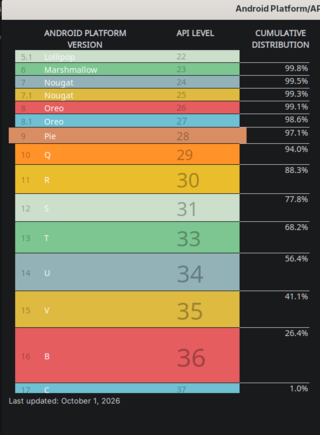 Android Platform/AP
ANDROID PLATFORM VERSION API LEVEL CUMULATIVE DISTRIBUTION
5.1 Lollipop 22
6 Marshmallow 23 99.8%
7 Nougat 24 99.5%
7.1 Nougat 25 99.3%
8 Oreo 26 99.1%
8.1 Oreo 27 98.6%
9 Pie 28 97.1%
10 Q 29 94.0%
11 R 30 88.3%
12 S 31 77.8%
13 T 33 68.2%
14 U 34 56.4%
15 V 35 41.1%
16 B 36 26.4%
17 C 37 1.0%
Last updated: October 1, 2026